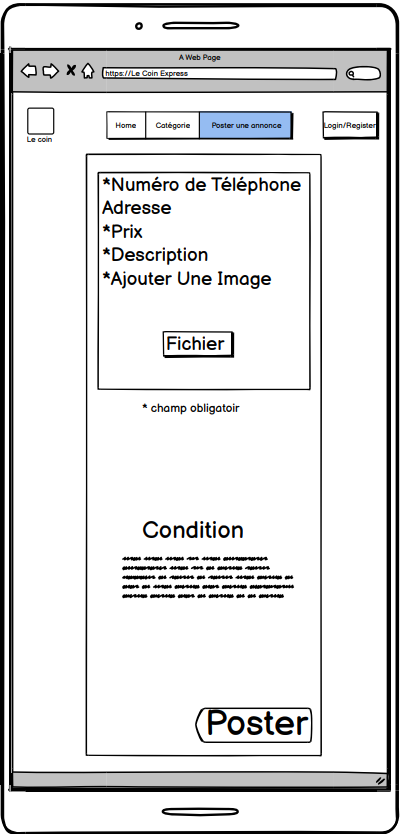 A Web Page
https://Le Coin Express
Le coin
Home Catégorie Poster une annonce
Login/Register
*Numéro de Téléphone
Adresse
*Prix
*Description
*Ajouter Une Image
Fichier
* champ obligatoir
Condition
Poster